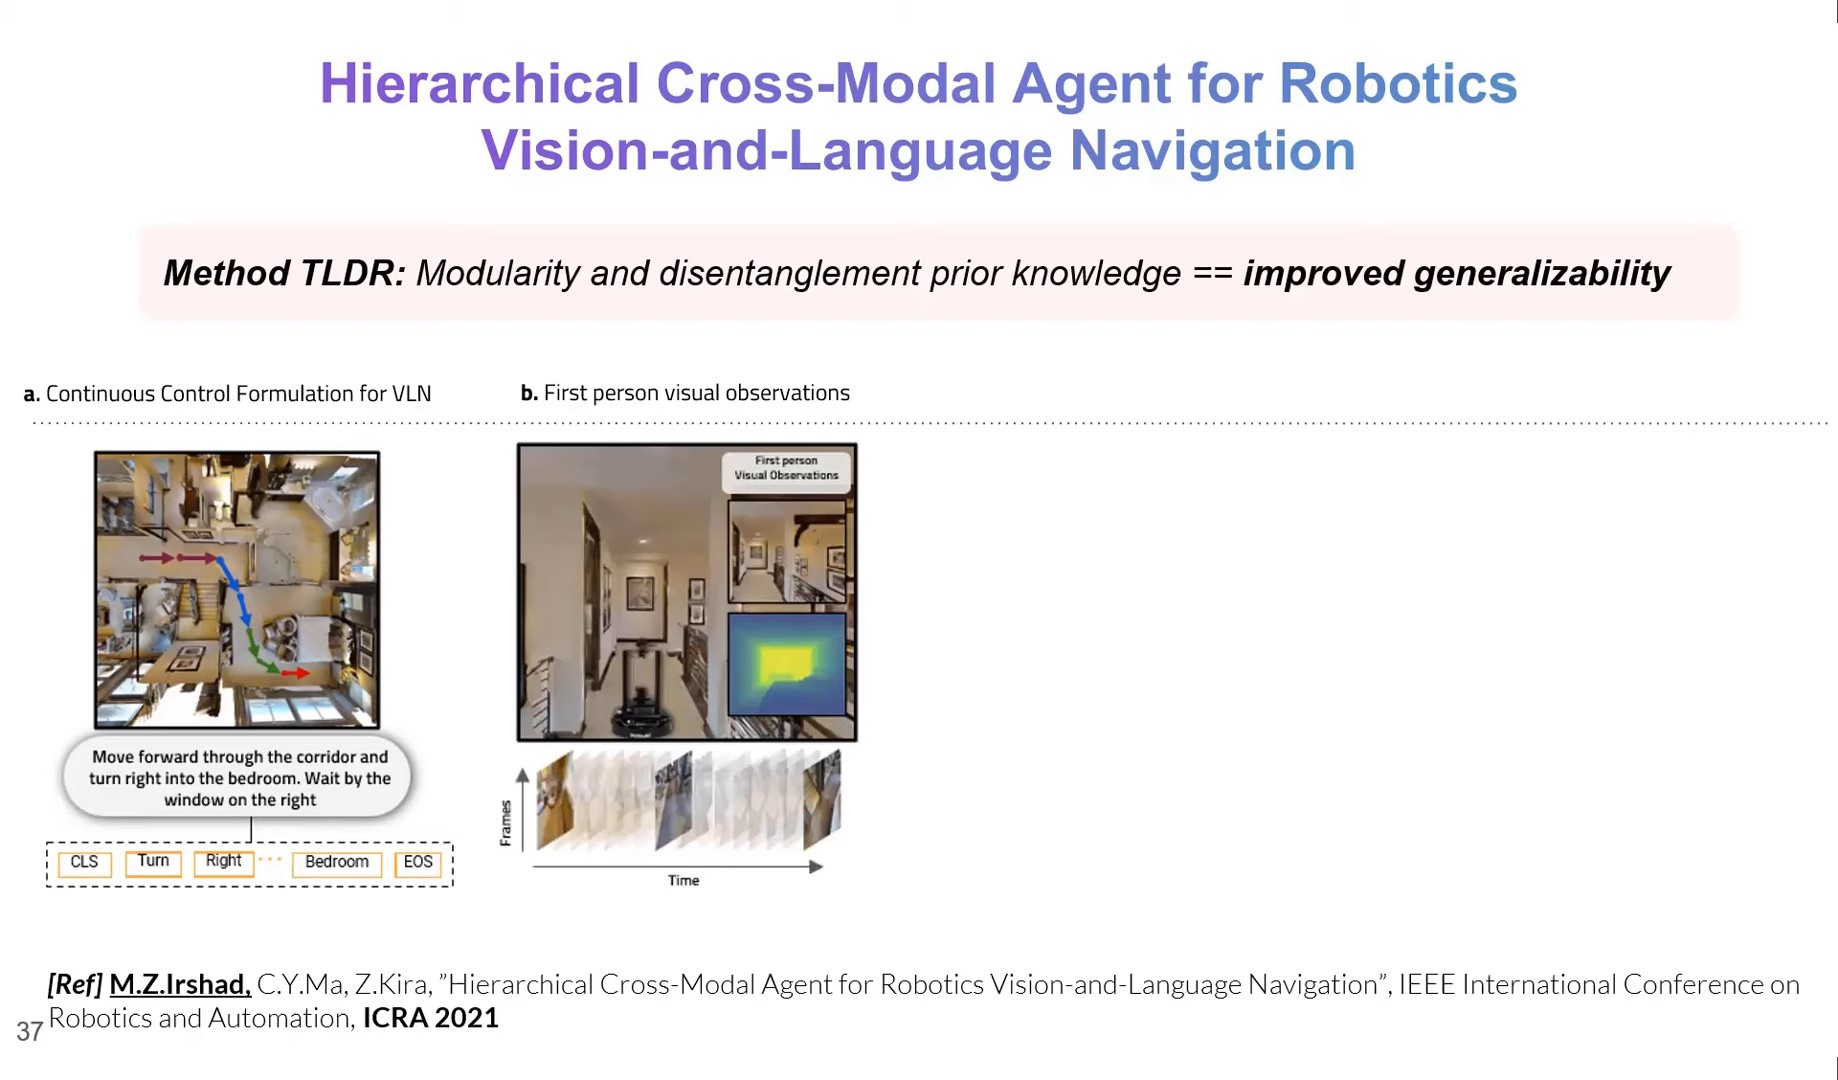 Hierarchical Cross-Modal Agent for Robotics
Vision-and-Language Navigation
Method TLDR: Modularity and disentanglement prior knowledge == improved generalizability
a. Continuous Control Formulation for VLN
b. First person visual observations
First person
Visual Observations
Move forward through the corridor and
turn right into the bedroom. Wait by the
window on the right
CLS Turn Right ... Bedroom EOS
Frames
Time
[Ref] M.Z.Irshad, C.Y.Ma, Z.Kira, ”Hierarchical Cross-Modal Agent for Robotics Vision-and-Language Navigation”, IEEE International Conference on
Robotics and Automation, ICRA 2021
37